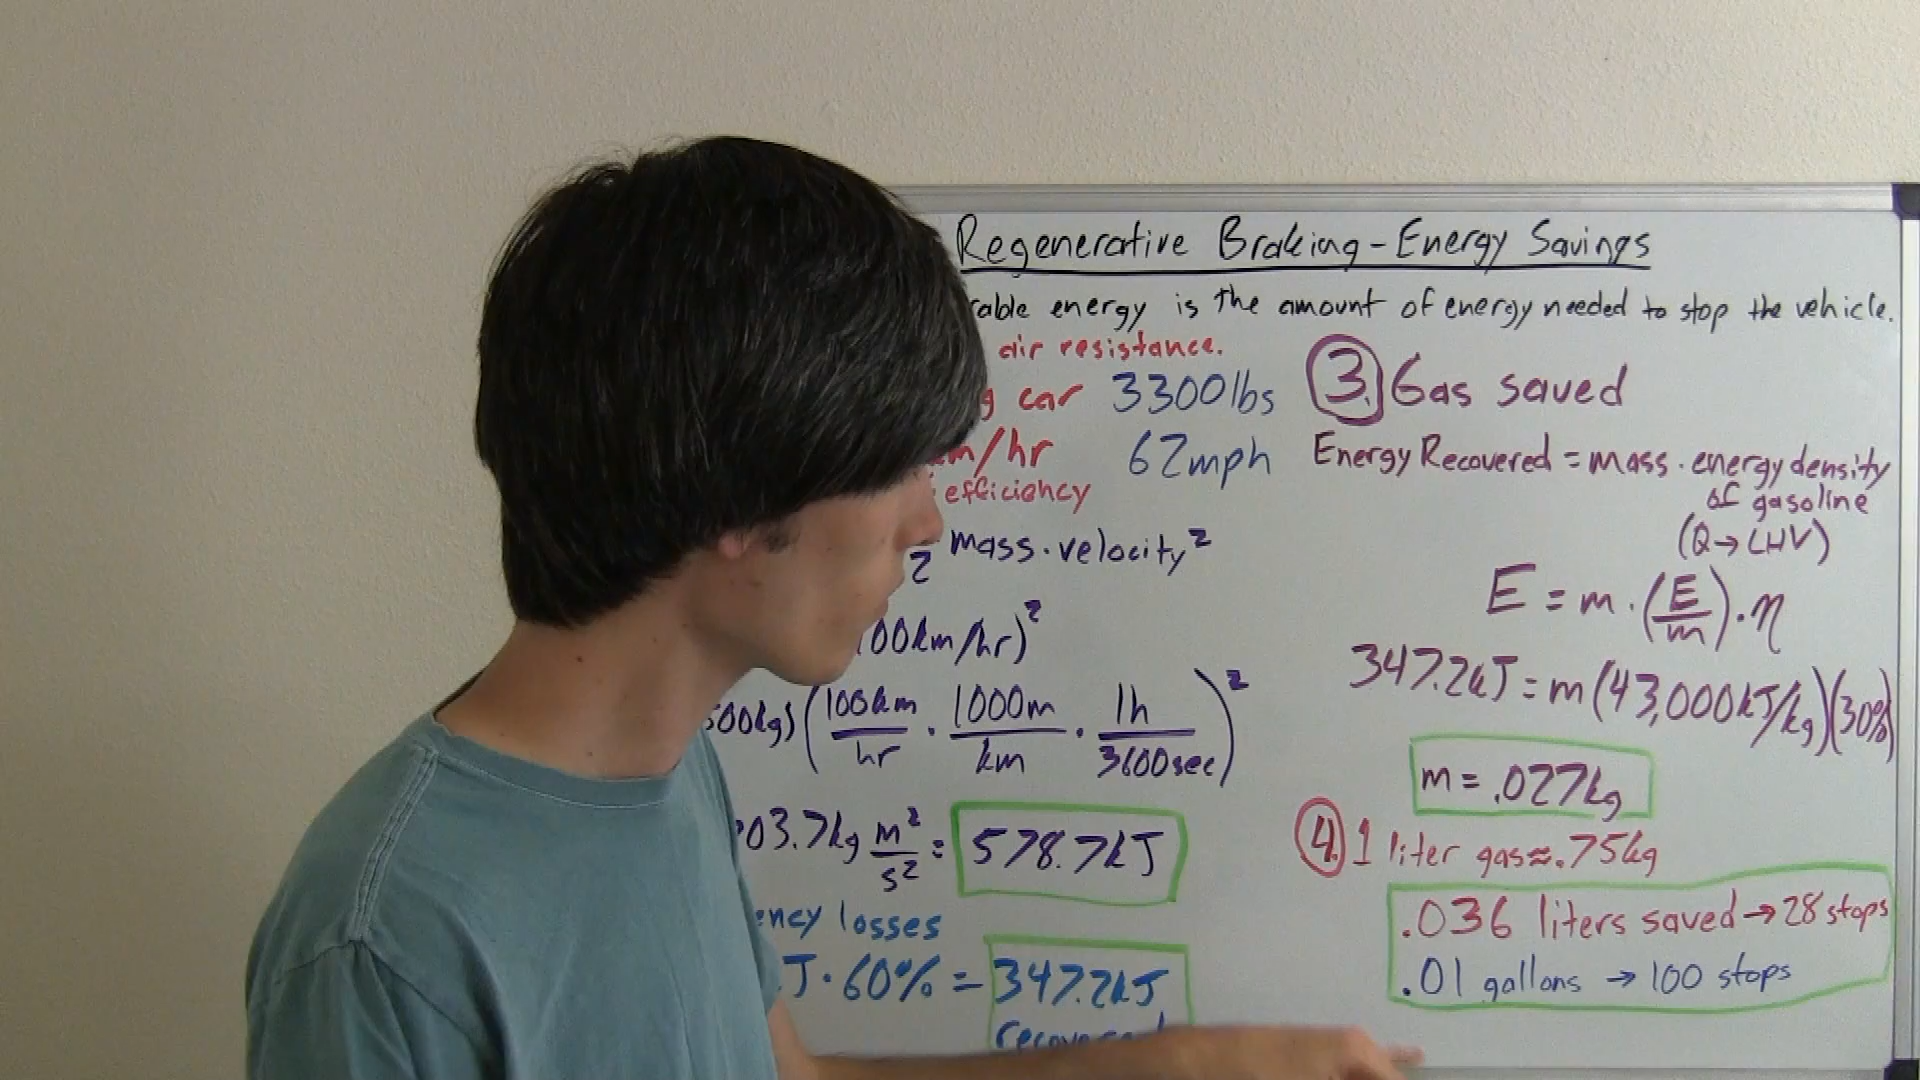 Regenerative Braking - Energy Savings
energy is the amount of energy needed to stop the vehicle.
air resistance.
car 3300lbs
/hr 62mph
efficiency
2 mass · velocity²
00km/hr)²
00kg) (100km/hr · 1000m/km · 1h/3600sec)²
03.7kg m²/s² = 578.7kJ
losses
J · 60% = 347.2kJ
3. Gas saved
Energy Recovered = mass · energy density
of gasoline
(Q→LHV)
E = m · (E/m) · η
347.2kJ = m (43,000kJ/kg)(30%)
m = .027kg
4. 1 liter gas ≈ .75kg
.036 liters saved → 28 stops
.01 gallons → 100 stops